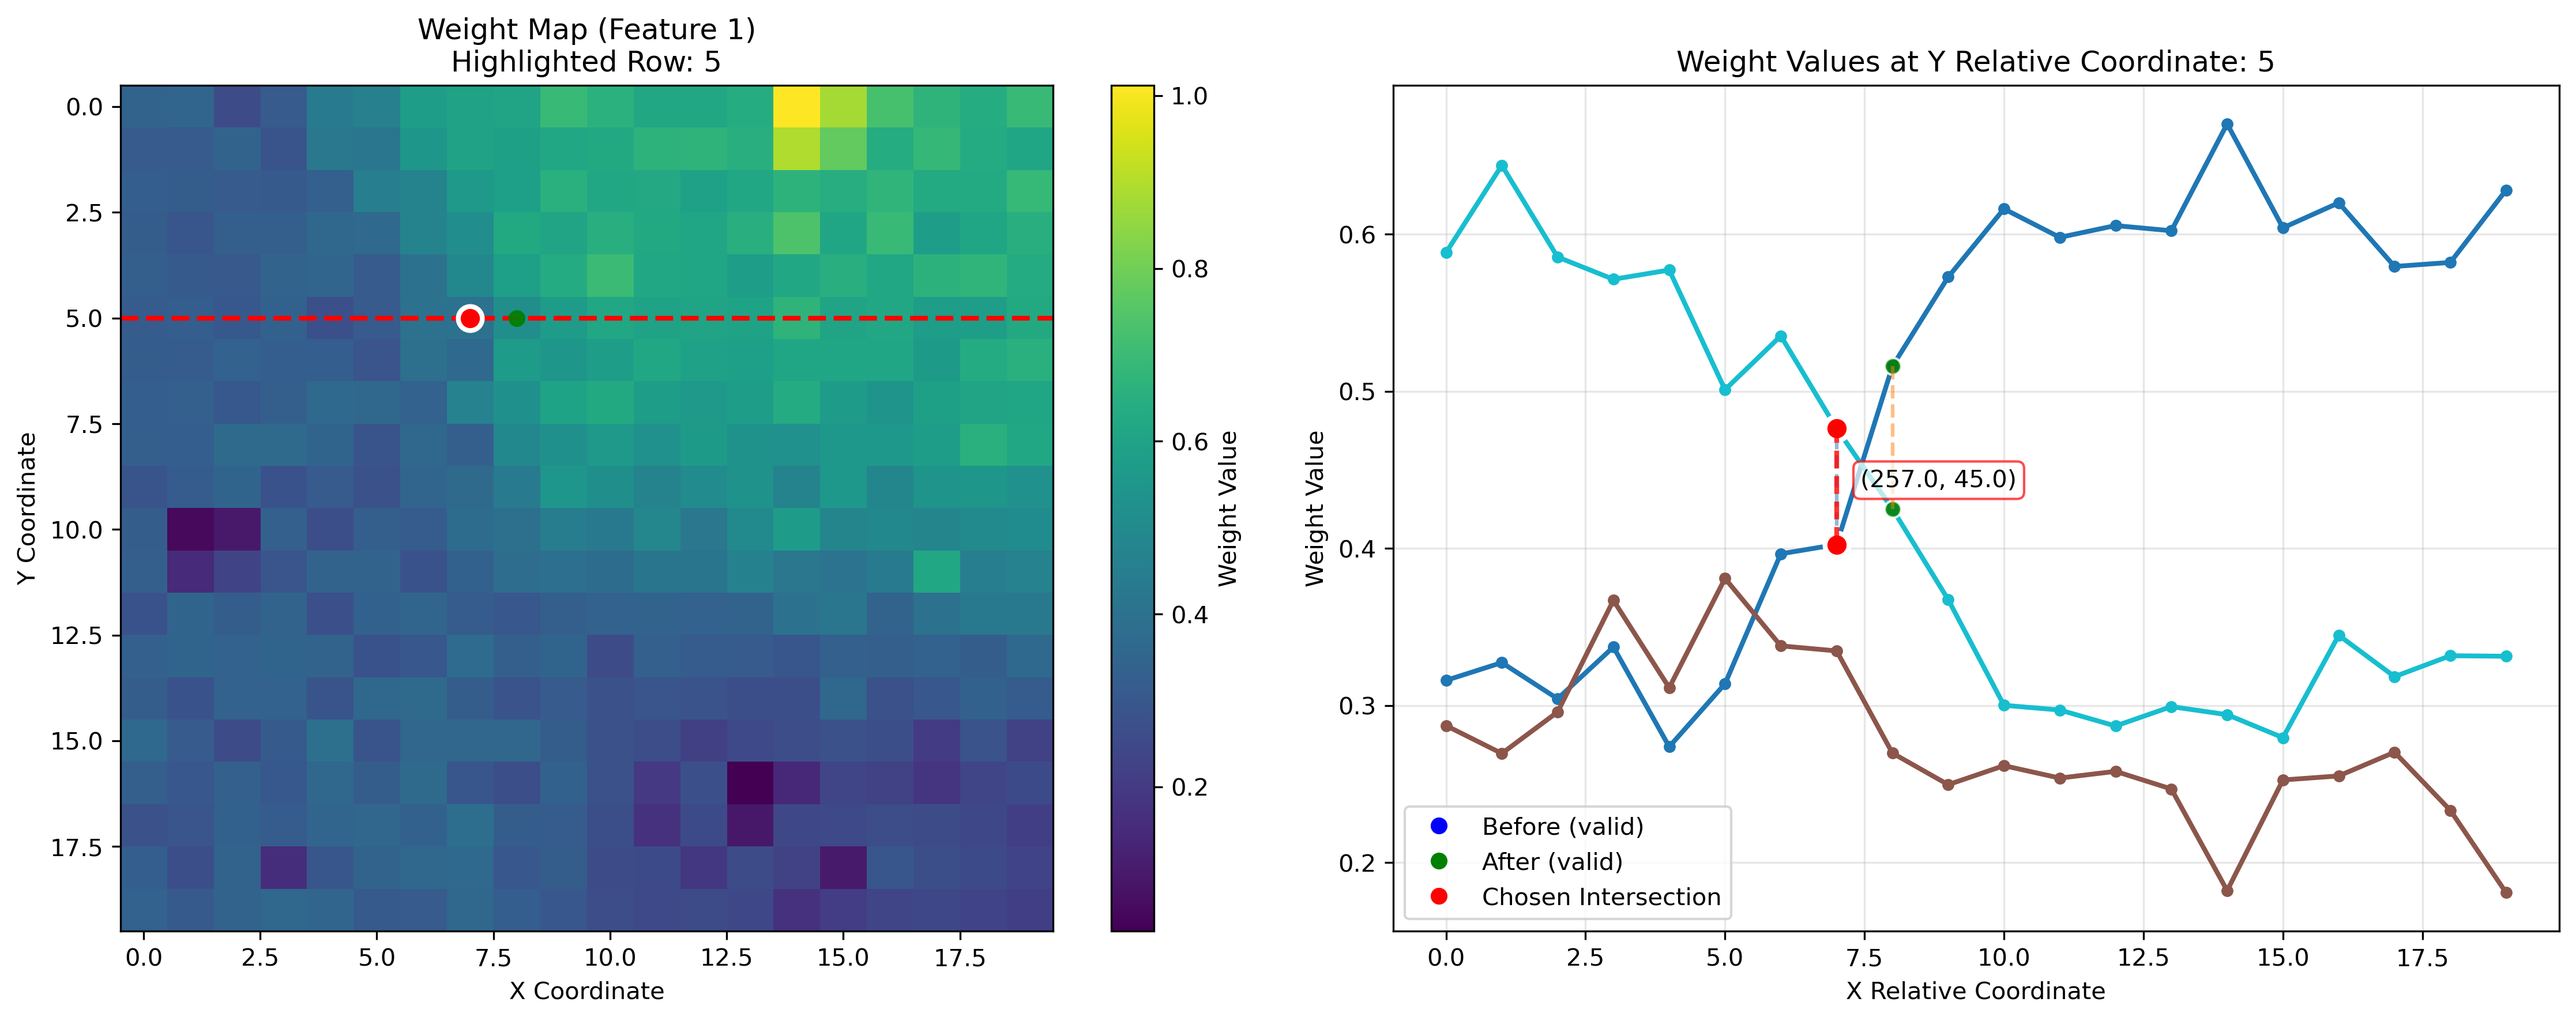 Weight Map (Feature 1)
Highlighted Row: 5
0.0
2.5
5.0
7.5
10.0
12.5
15.0
17.5
Y Coordinate
0.0 2.5 5.0 7.5 10.0 12.5 15.0 17.5
X Coordinate
1.0
0.8
0.6
0.4
0.2
Weight Value
Weight Values at Y Relative Coordinate: 5
0.6
0.5
0.4
0.3
0.2
Weight Value
(257.0, 45.0)
Before (valid)
After (valid)
Chosen Intersection
0.0 2.5 5.0 7.5 10.0 12.5 15.0 17.5
X Relative Coordinate